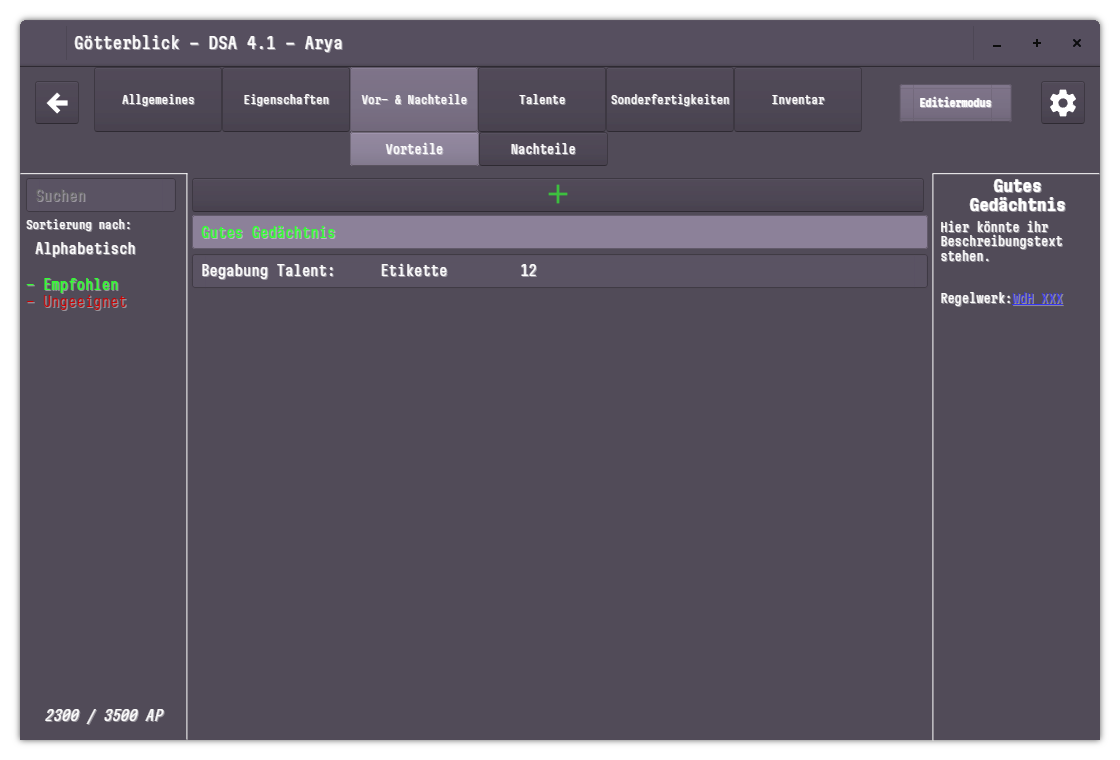 Götterblick – DSA 4.1 – Arya
Allgemeines
Eigenschaften
Vor– & Nachteile
Talente
Sonderfertigkeiten
Inventar
Editiermodus
Vorteile
Nachteile
Suchen
Sortierung nach:
Alphabetisch
– Empfohlen
– Ungeeignet
2300 / 3500 AP
Gutes Gedächtnis
Begabung Talent: Etikette 12
Gutes
Gedächtnis
Hier könnte ihr
Beschreibungstext
stehen.
Regelwerk: WdH XXX